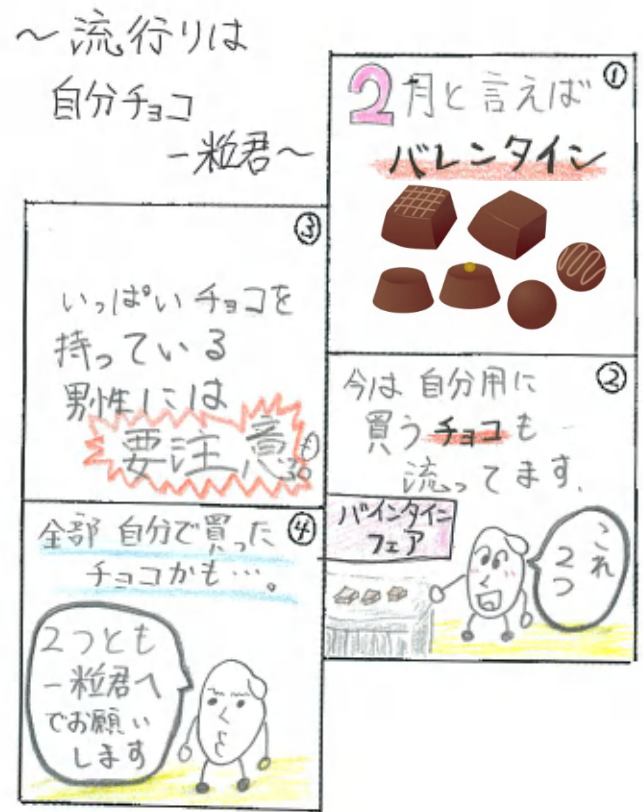 ～流行りは
自分チョコ
一粒君～
①
2月と言えば
バレンタイン
②
今は自分用に
買うチョコも
流ってます.
バインタイン
フェア
これ
2つ
③
いっぱいチョコを
持っている
男性には
要注意
④
全部自分で買った
チョコかも…。
2つとも
一粒君へ
でお願い
します